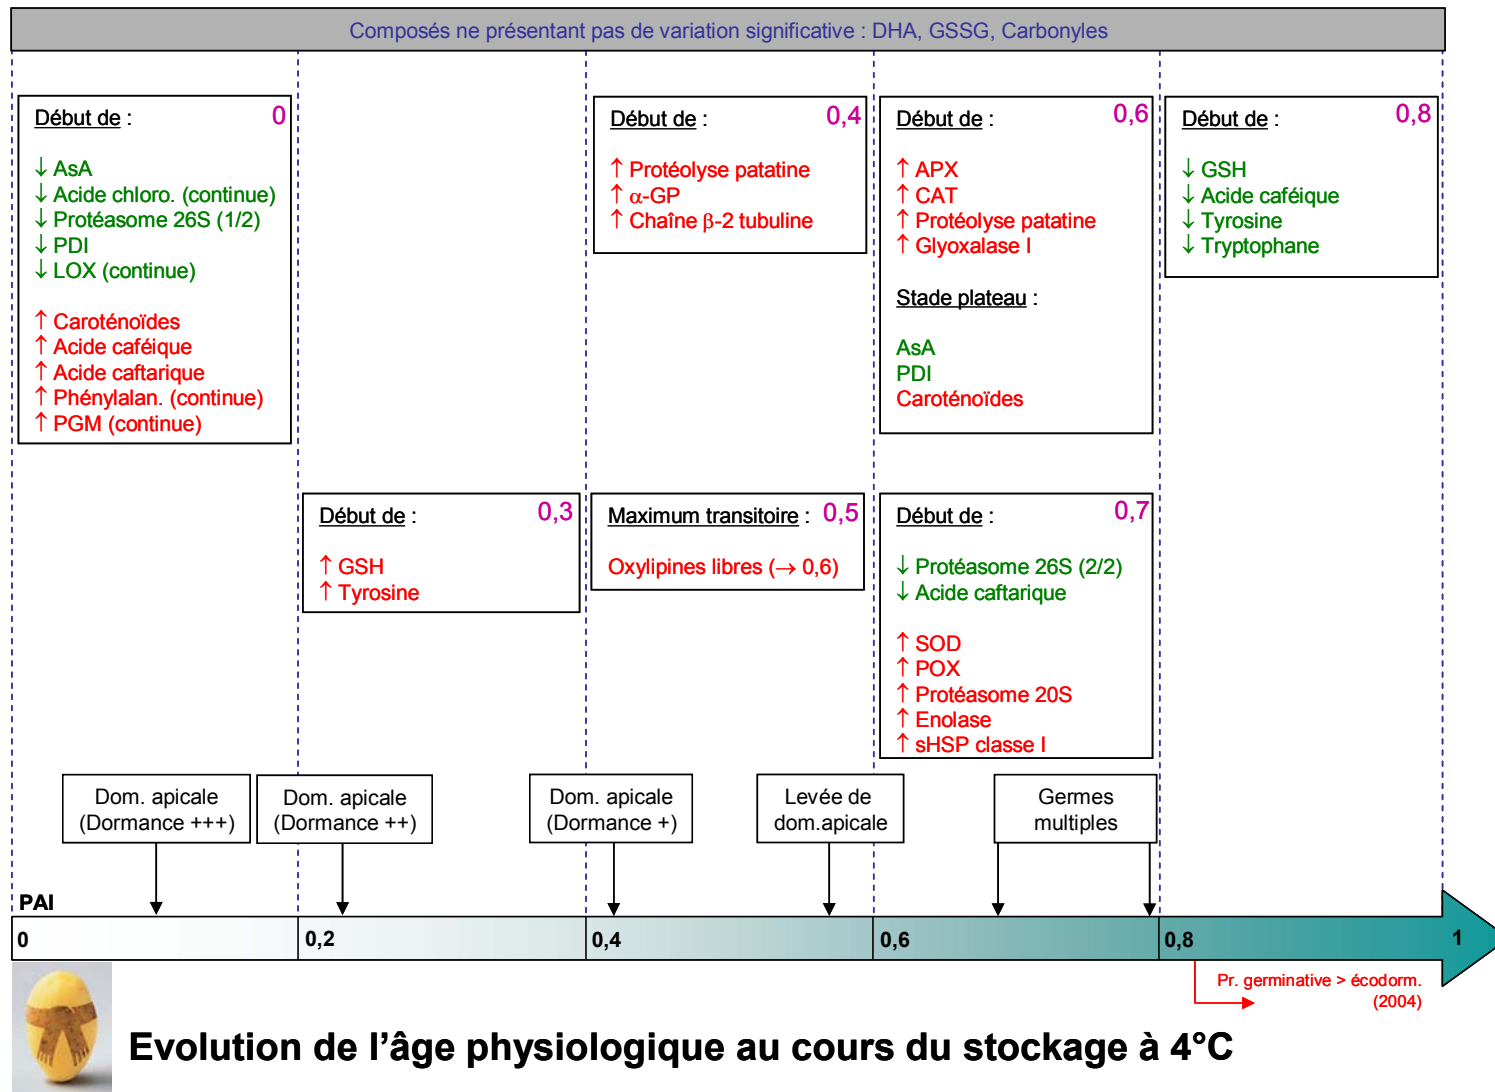 Composés ne présentant pas de variation significative : DHA, GSSG, Carbonyles
Début de : 0
↓ AsA
↓ Acide chloro. (continue)
↓ Protéasome 26S (1/2)
↓ PDI
↓ LOX (continue)
↑ Caroténoïdes
↑ Acide caféique
↑ Acide caftarique
↑ Phénylalan. (continue)
↑ PGM (continue)
Début de : 0,4
↑ Protéolyse patatine
↑ α-GP
↑ Chaîne β-2 tubuline
Début de : 0,6
↑ APX
↑ CAT
↑ Protéolyse patatine
↑ Glyoxalase I
Stade plateau :
AsA
PDI
Caroténoïdes
Début de : 0,8
↓ GSH
↓ Acide caféique
↓ Tyrosine
↓ Tryptophane
Début de : 0,3
↑ GSH
↑ Tyrosine
Maximum transitoire : 0,5
Oxylipines libres (→ 0,6)
Début de : 0,7
↓ Protéasome 26S (2/2)
↓ Acide caftarique
↑ SOD
↑ POX
↑ Protéasome 20S
↑ Enolase
↑ sHSP classe I
Dom. apicale
(Dormance +++)
Dom. apicale
(Dormance ++)
Dom. apicale
(Dormance +)
Levée de
dom.apicale
Germes
multiples
PAI
0 0,2 0,4 0,6 0,8 1
Pr. germinative > écodorm.
(2004)
Evolution de l'âge physiologique au cours du stockage à 4°C